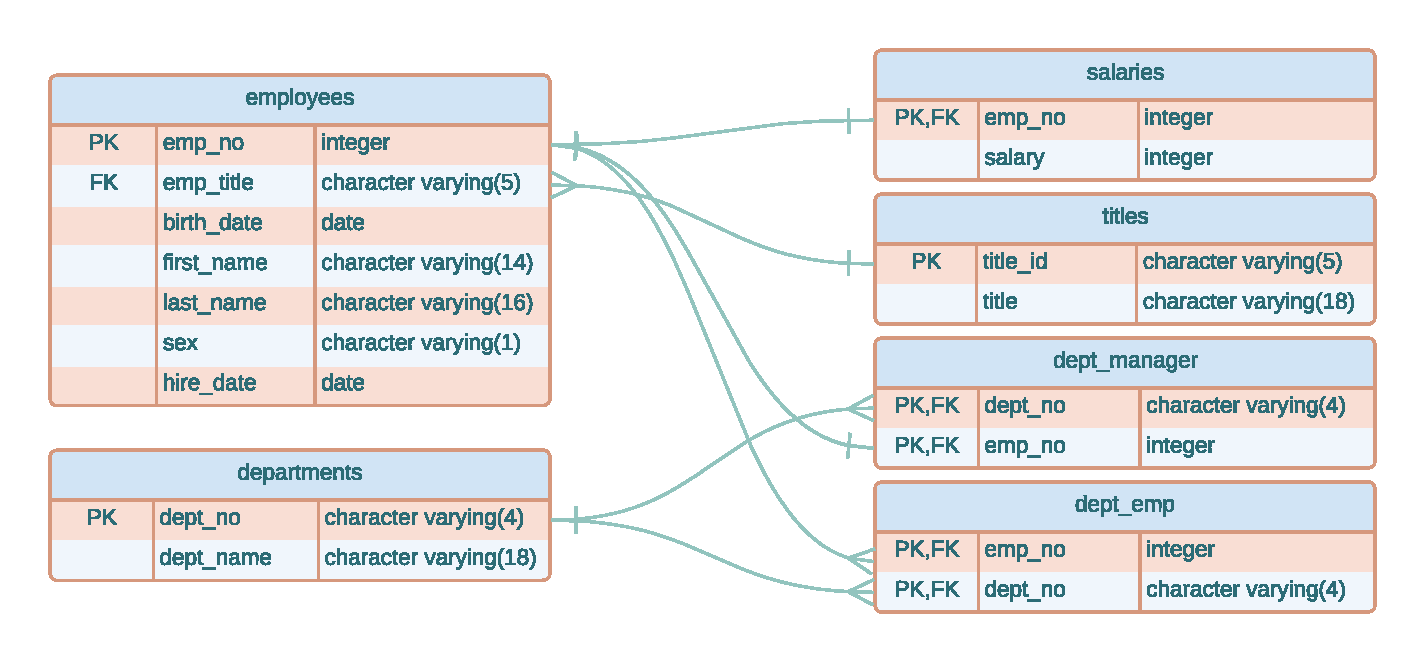 employees
PK emp_no integer
FK emp_title character varying(5)
birth_date date
first_name character varying(14)
last_name character varying(16)
sex character varying(1)
hire_date date
departments
PK dept_no character varying(4)
dept_name character varying(18)
salaries
PK,FK emp_no integer
salary integer
titles
PK title_id character varying(5)
title character varying(18)
dept_manager
PK,FK dept_no character varying(4)
PK,FK emp_no integer
dept_emp
PK,FK emp_no integer
PK,FK dept_no character varying(4)